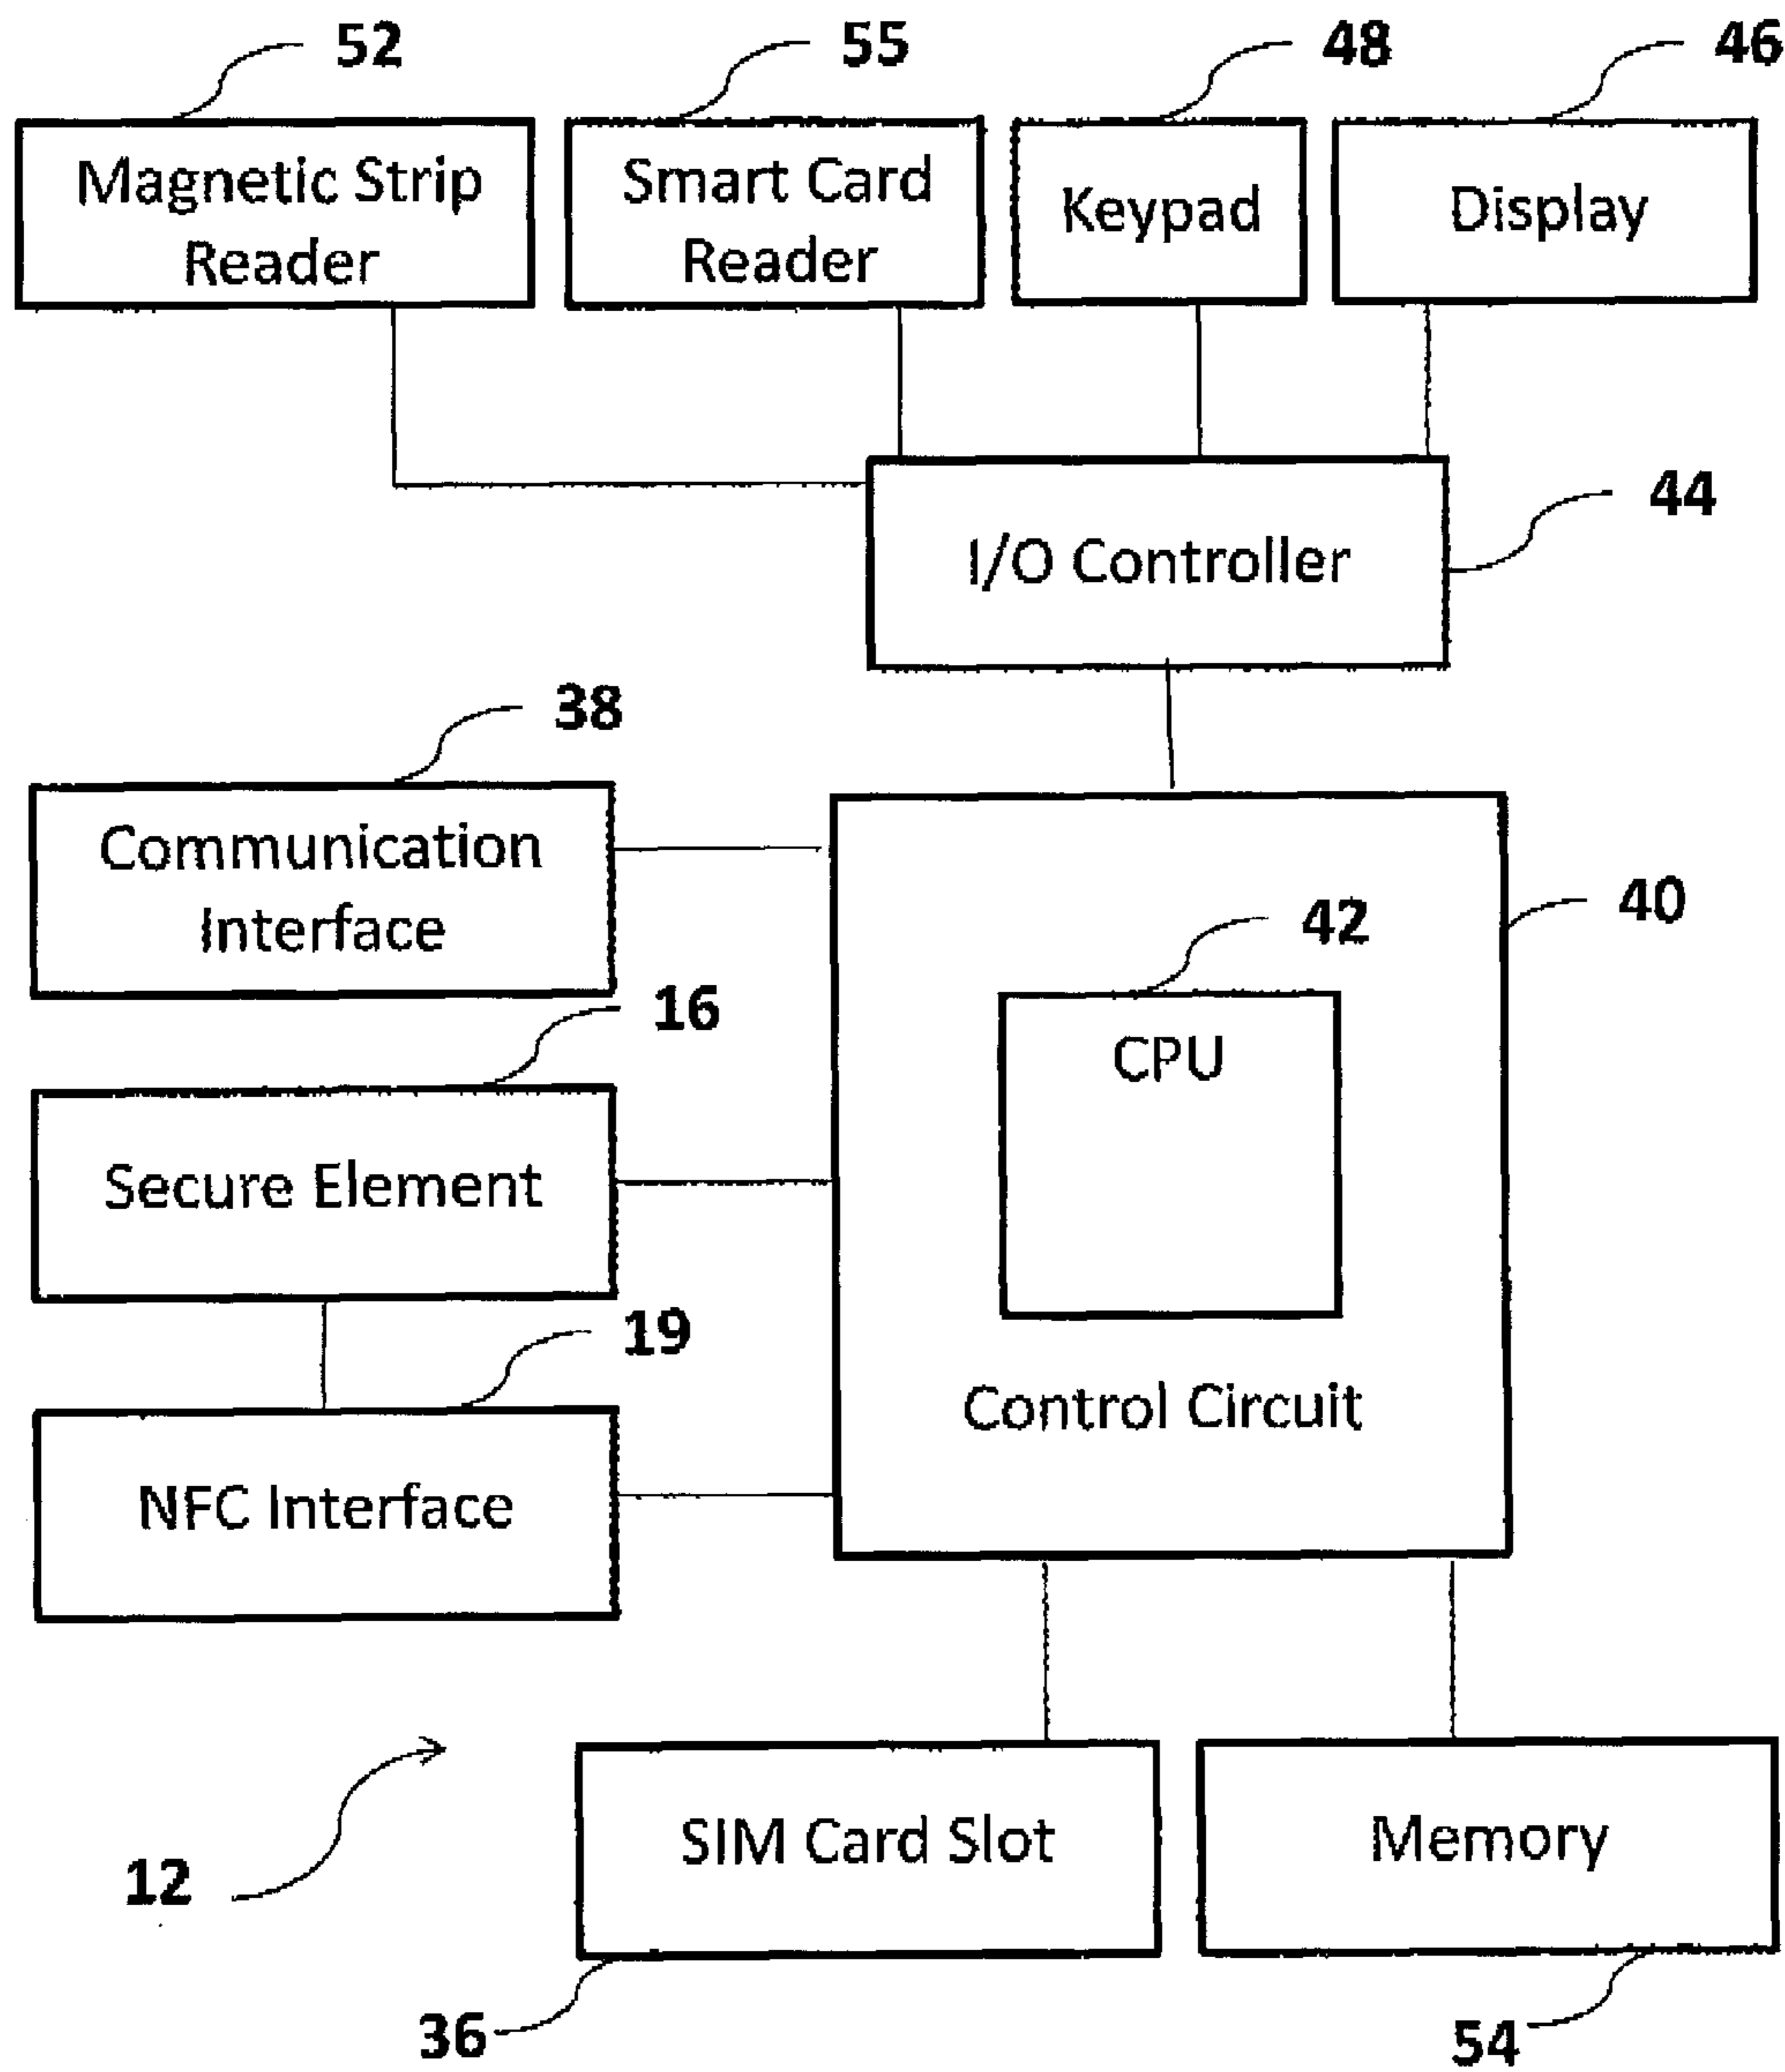 52
55
48
46
Magnetic Strip
Reader
Smart Card
Reader
Keypad
Display
44
I/O Controller
38
Communication
Interface
40
42
CPU
16
Secure Element
19
Control Circuit
NFC Interface
12
SIM Card Slot
Memory
36
54